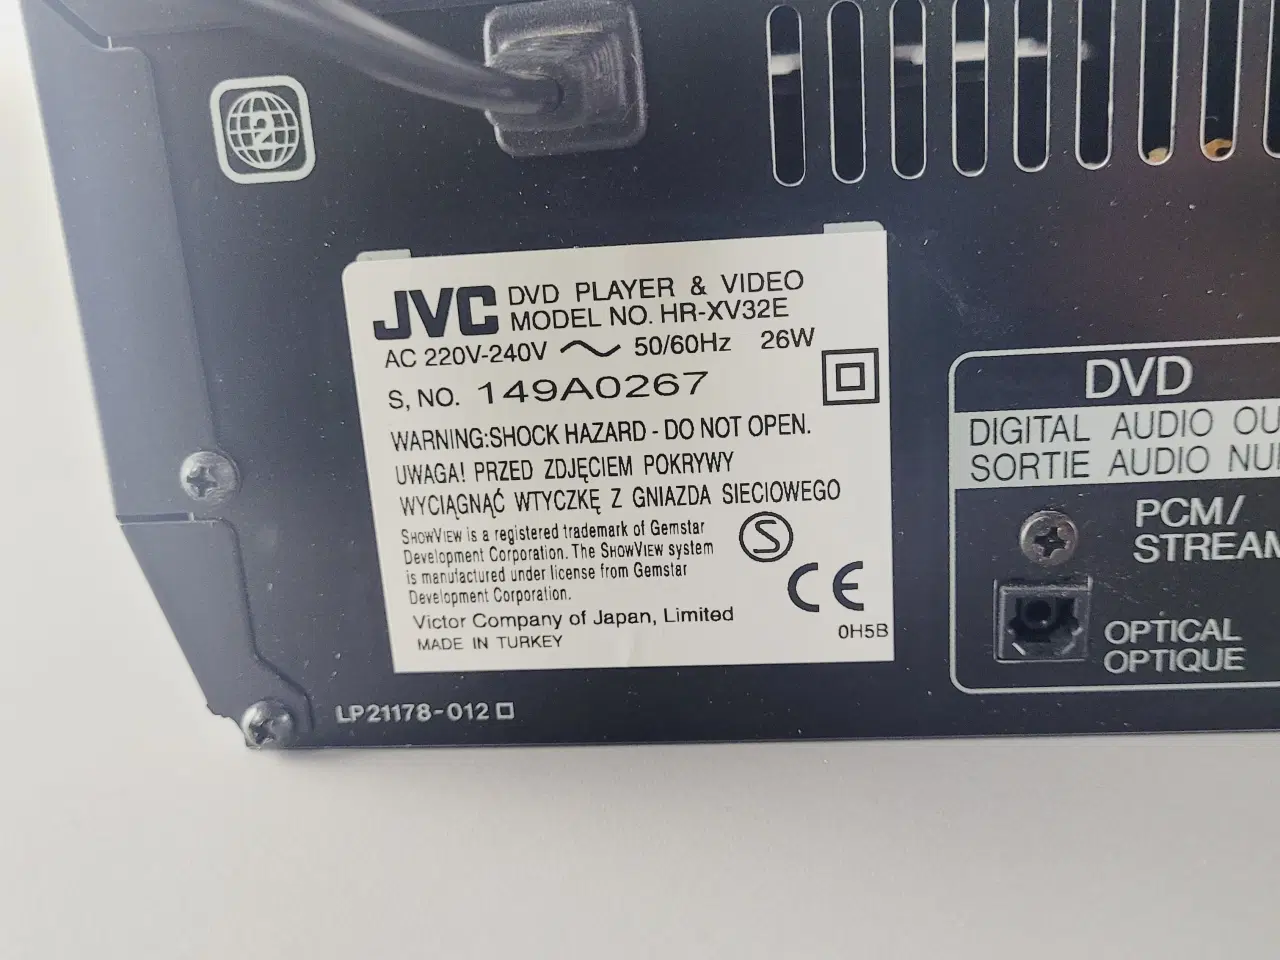 2
JVC DVD PLAYER & VIDEO
MODEL NO. HR-XV32E
AC 220V-240V 50/60Hz 26W
S, NO. 149A0267
WARNING:SHOCK HAZARD - DO NOT OPEN.
UWAGA! PRZED ZDJĘCIEM POKRYWY
WYCIĄGNĄĆ WTYCZKĘ Z GNIAZDA SIECIOWEGO
SHOWVIEW is a registered trademark of Gemstar
Development Corporation. The SHOWVIEW system
is manufactured under license from Gemstar
Development Corporation.
S
CE
Victor Company of Japan, Limited
MADE IN TURKEY
0H5B
LP21178-012
DVD
DIGITAL AUDIO OU
SORTIE AUDIO NU
PCM/
STREAM
OPTICAL
OPTIQUE